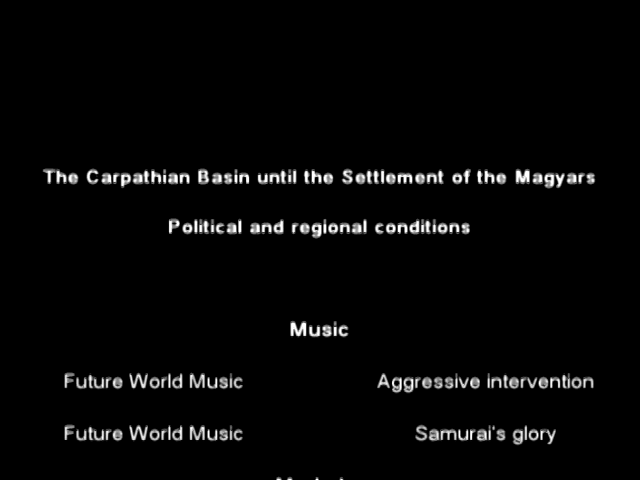 The Carpathian Basin until the Settlement of the Magyars
Political and regional conditions
Music
Future World Music Aggressive intervention
Future World Music Samurai's glory